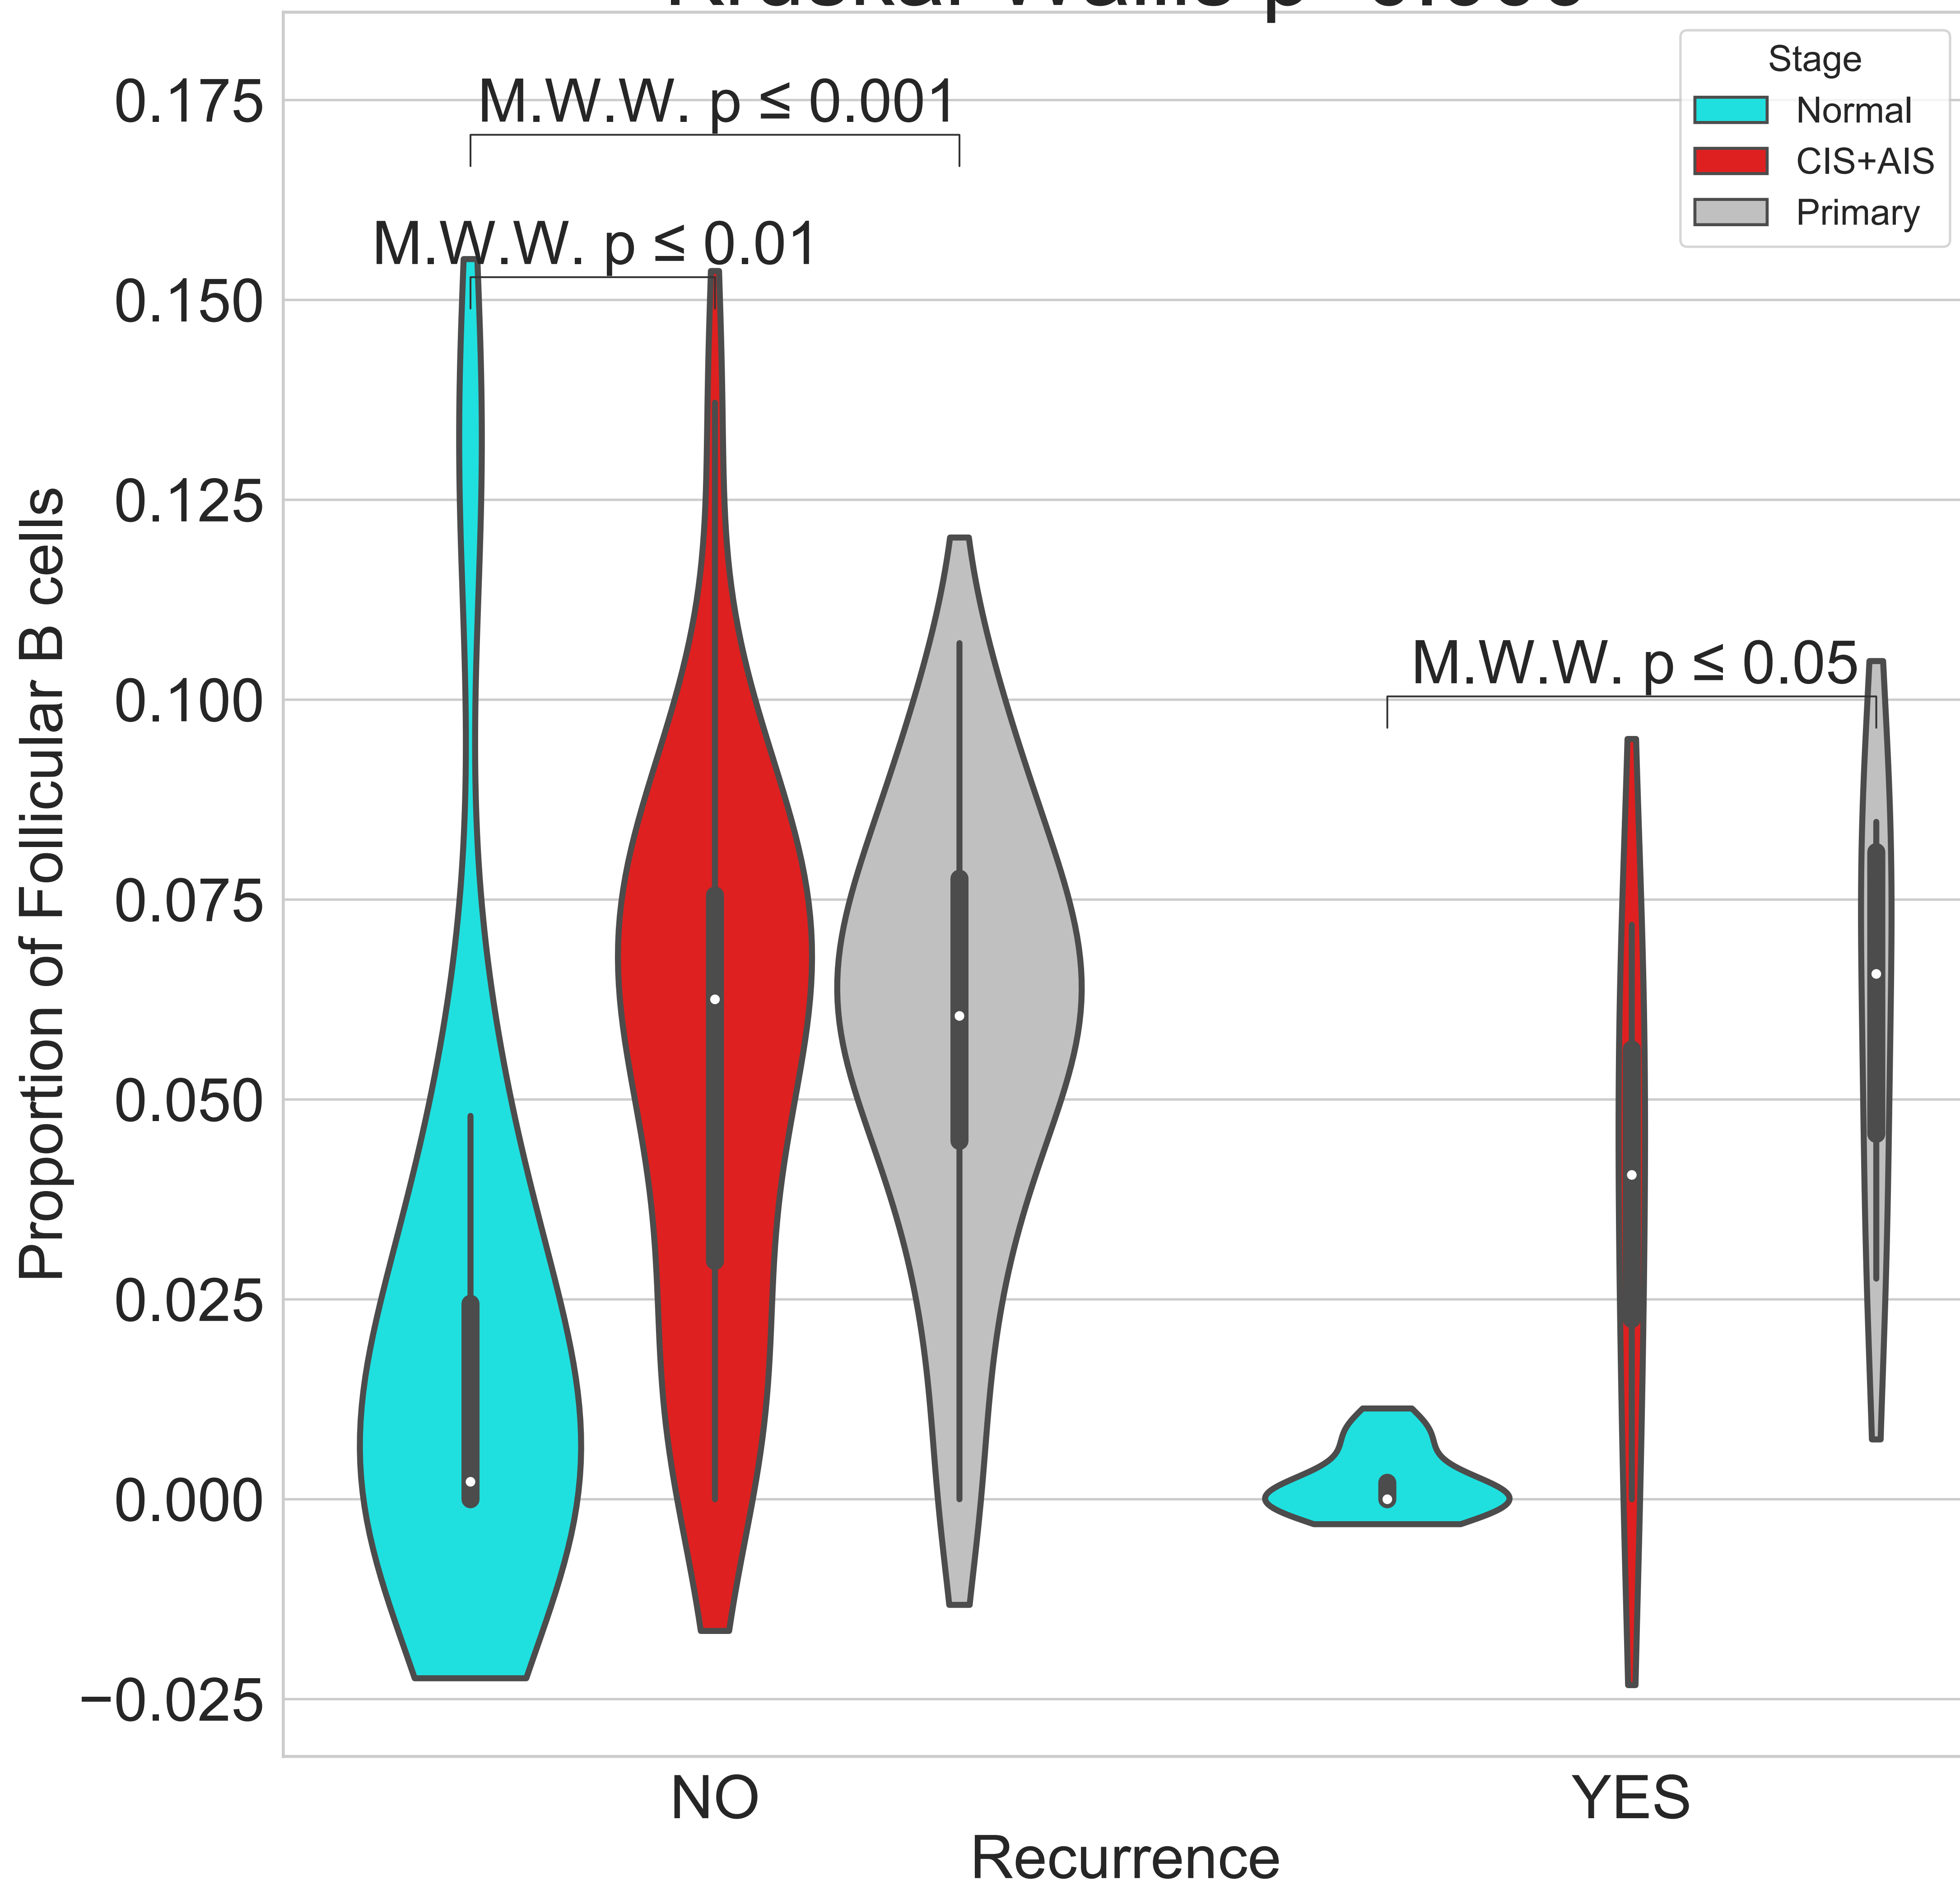 0.175
0.150
0.125
0.100
0.075
0.050
0.025
0.000
−0.025
Proportion of Follicular B cells
M.W.W. p ≤ 0.001
M.W.W. p ≤ 0.01
M.W.W. p ≤ 0.05
Stage
Normal
CIS+AIS
Primary
NO
YES
Recurrence